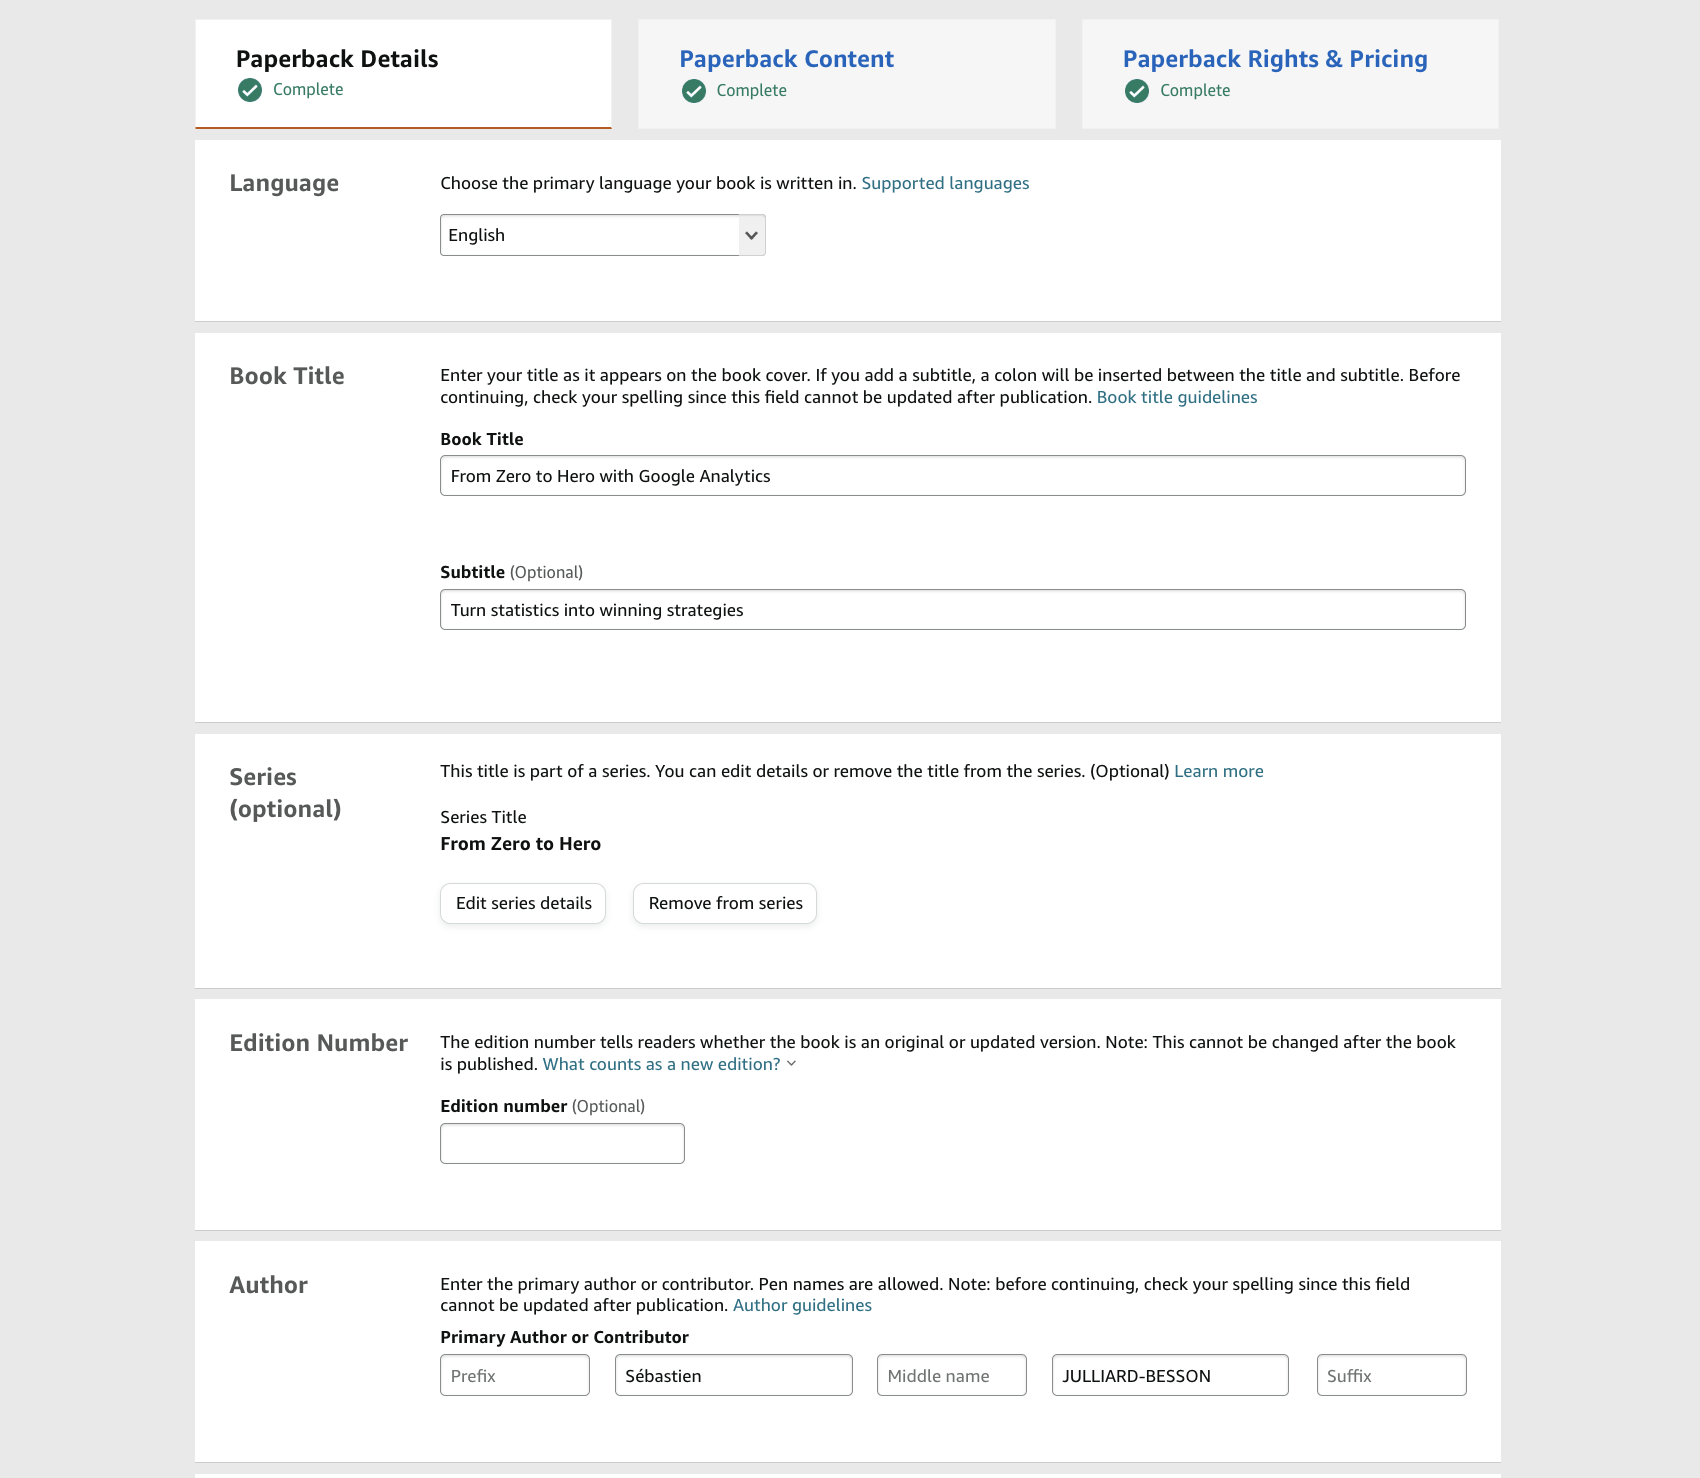 Paperback Details
Complete
Paperback Content
Complete
Paperback Rights & Pricing
Complete
Language
Choose the primary language your book is written in. Supported languages
English
Book Title
Enter your title as it appears on the book cover. If you add a subtitle, a colon will be inserted between the title and subtitle. Before
continuing, check your spelling since this field cannot be updated after publication. Book title guidelines
Book Title
From Zero to Hero with Google Analytics
Subtitle (Optional)
Turn statistics into winning strategies
Series
(optional)
This title is part of a series. You can edit details or remove the title from the series. (Optional) Learn more
Series Title
From Zero to Hero
Edit series details
Remove from series
Edition Number
The edition number tells readers whether the book is an original or updated version. Note: This cannot be changed after the book
is published. What counts as a new edition?
Edition number (Optional)
Author
Enter the primary author or contributor. Pen names are allowed. Note: before continuing, check your spelling since this field
cannot be updated after publication. Author guidelines
Primary Author or Contributor
Prefix
Sébastien
Middle name
JULLIARD-BESSON
Suffix